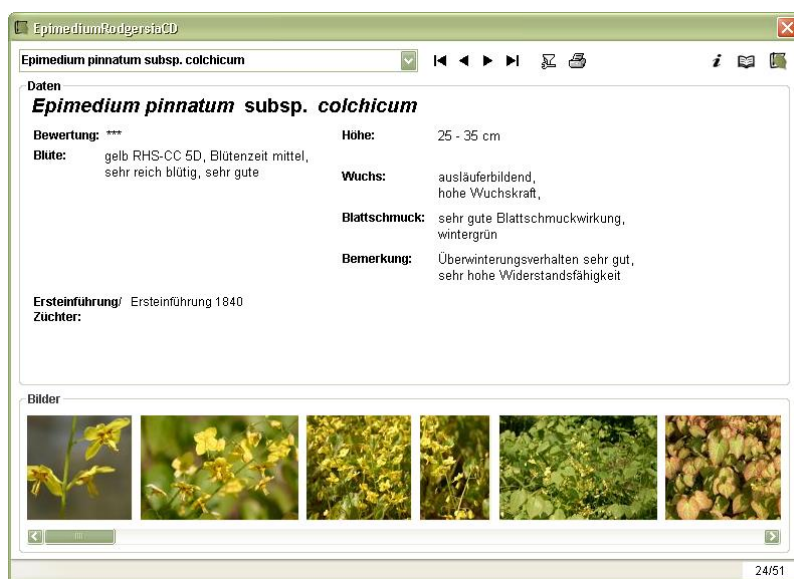 EpimediumRodgersiaCD
Epimedium pinnatum subsp. colchicum
i
Daten
Epimedium pinnatum subsp. colchicum
Bewertung: ***
Blüte: gelb RHS-CC 5D, Blütenzeit mittel,
sehr reich blütig, sehr gute
Höhe: 25 - 35 cm
Wuchs: ausläuferbildend,
hohe Wuchskraft,
Blattschmuck: sehr gute Blattschmuckwirkung,
wintergrün
Bemerkung: Überwinterungsverhalten sehr gut,
sehr hohe Widerstandsfähigkeit
Ersteinführung/ Ersteinführung 1840
Züchter:
Bilder
24/51